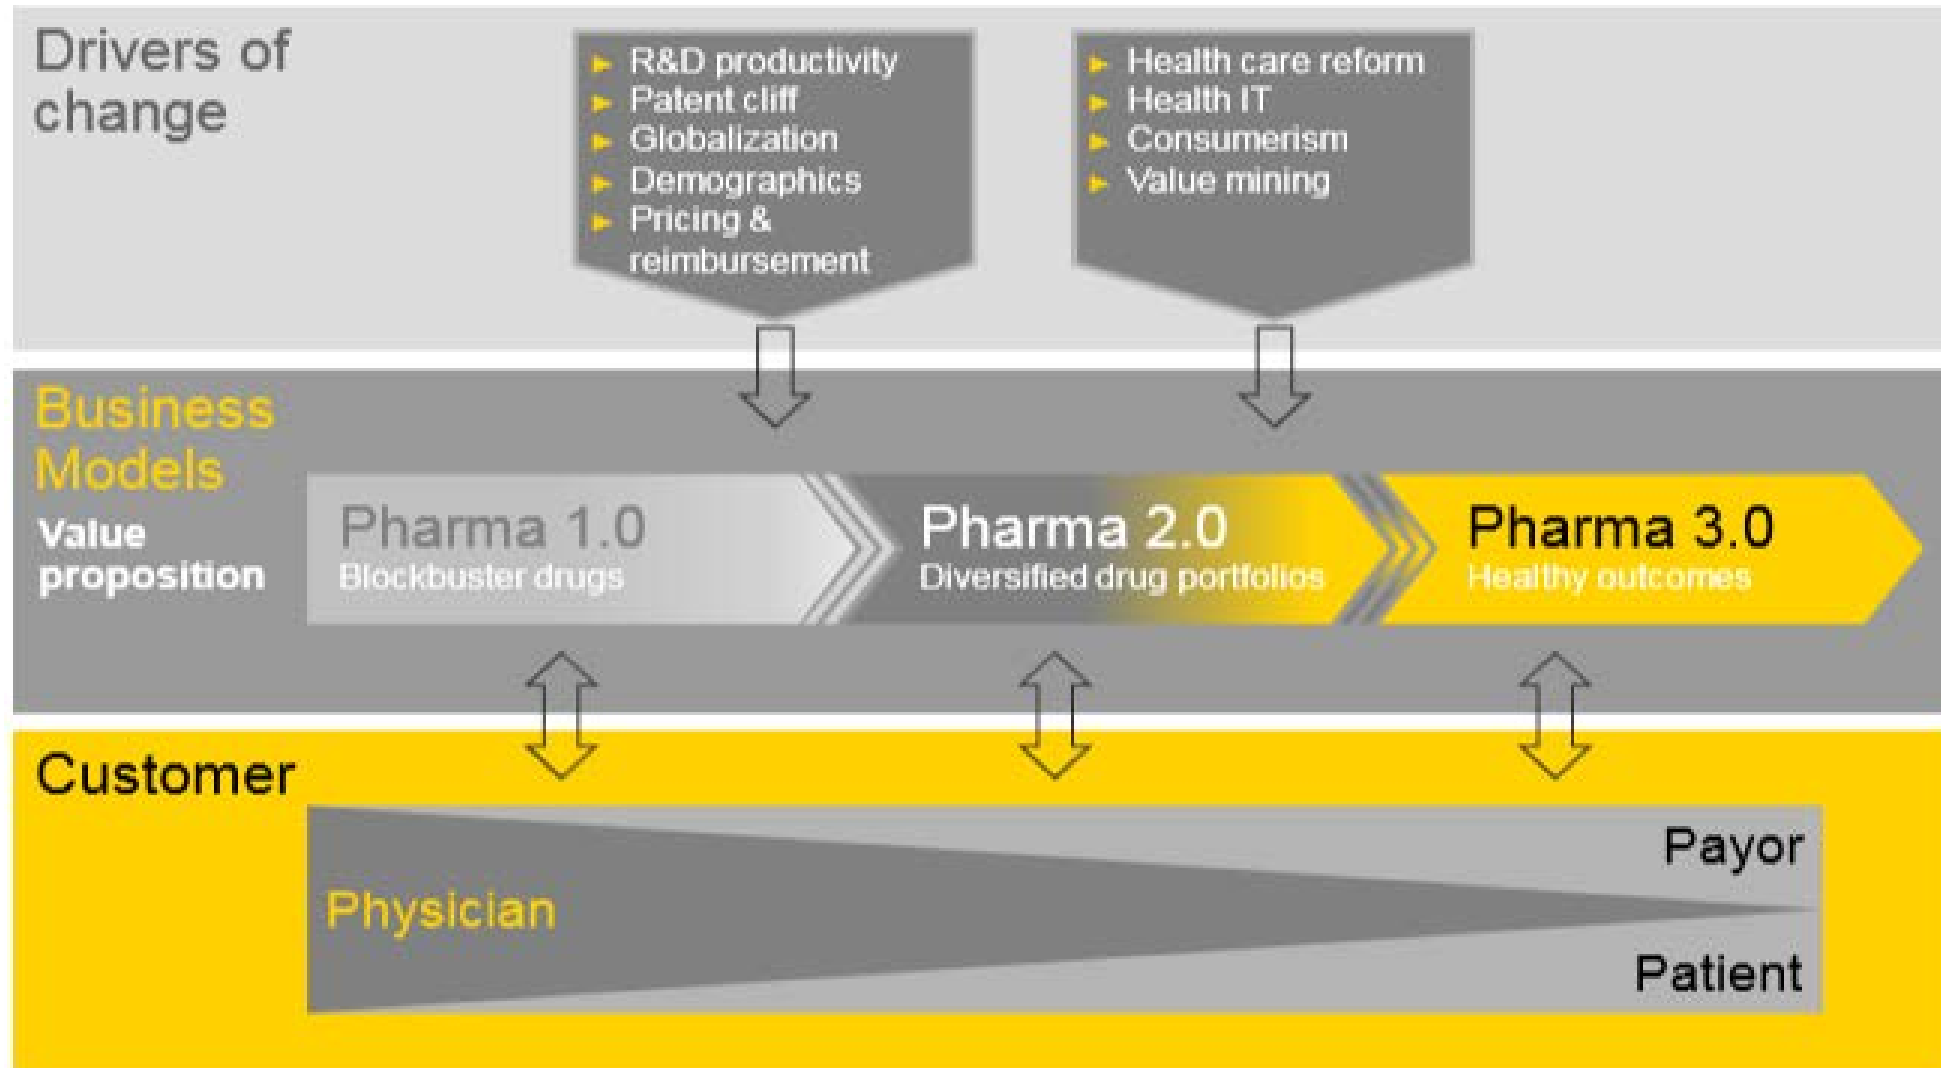 Drivers of
change
R&D productivity
Patent cliff
Globalization
Demographics
Pricing &
reimbursement
Health care reform
Health IT
Consumerism
Value mining
Business
Models
Value
proposition
Pharma 1.0
Blockbuster drugs
Pharma 2.0
Diversified drug portfolios
Pharma 3.0
Healthy outcomes
Customer
Physician
Payor
Patient